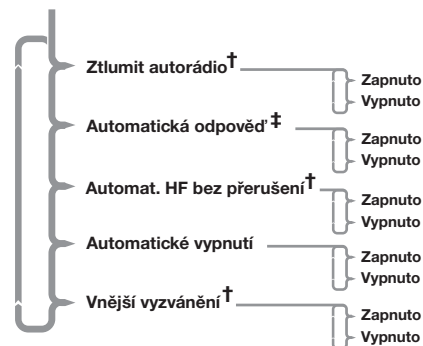 Ztlumit autorádio†
Zapnuto
Vypnuto
Automatická odpověď‡
Zapnuto
Vypnuto
Automat. HF bez přerušení†
Zapnuto
Vypnuto
Automatické vypnutí
Zapnuto
Vypnuto
Vnější vyzvánění†
Zapnuto
Vypnuto